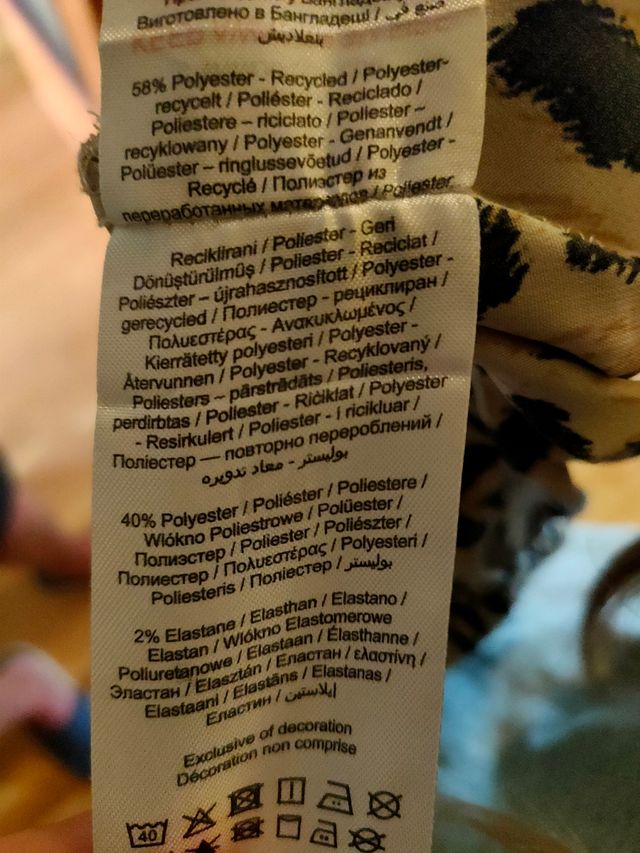 Виготовлено в Бангладеш /
بنغلاديش
58% Polyester - Recycled / Polyester-
recycelt / Poliéster - Reciclado /
Poliestere – riciclato / Poliester –
recyklowany / Polyester - Genanvendt /
Polüester – ringlussevõetud / Polyester -
Recyclé / Полиэстер из
переработанных материалов / Poliester
Reciklirani / Poliester - Geri
Dönüştürülmüş / Poliester - Reciclat /
Poliészter – újrahasznosított / Polyester -
gerecycled / Полиестер - рециклиран /
Πολυεστέρας - Ανακυκλωμένος /
Kierrätetty polyesteri / Polyester -
Återvunnen / Polyester - Recyklovaný /
Poliesters – pārstrādāts / Poliesteris,
perdirbtas / Poliester - Riciklat / Polyester
- Resirkulert / Poliester - i ricikluar /
Поліестер — повторно перероблений /
بوليستر - معاد تدويره
40% Polyester / Poliéster / Poliestere /
Włókno Poliestrowe / Polüester /
Полиэстер / Poliester / Poliészter /
Полиестер / Πολυεστέρας / Polyesteri /
Poliesteris / Поліестер / بوليستر
2% Elastane / Elasthan / Elastano /
Elastan / Włókno Elastomerowe
Poliuretanowe / Elastaan / Élasthanne /
Эластан / Elasztán / Еластан / ελαστίνη /
Elastaani / Elastāns / Elastanas /
Еластин / إيلاستين
Exclusive of decoration
Décoration non comprise
40